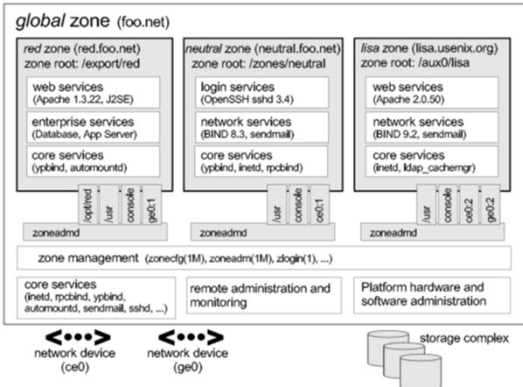 global zone (foo.net)
red zone (red.foo.net)
zone root: /export/red
web services
(Apache 1.3.22, J2SE)
enterprise services
(Database, App Server)
core services
(ypbind, automountd)
/opt/red
/usr
console
ge0:1
zoneadmd
neutral zone (neutral.foo.net)
zone root: /zones/neutral
login services
(OpenSSH sshd 3.4)
network services
(BIND 8.3, sendmail)
core services
(ypbind, inetd, rpcbind)
/usr
console
ce0:1
zoneadmd
lisa zone (lisa.usenix.org)
zone root: /aux0/lisa
web services
(Apache 2.0.50)
network services
(BIND 9.2, sendmail)
core services
(inetd, ldap_cachemgr)
/usr
console
ce0:2
ge0:2
zoneadmd
zone management (zonecfg(1M), zoneadm(1M), zlogin(1), ...)
core services
(inetd, rpcbind, ypbind,
automountd, sendmail, sshd, ...)
remote administration and
monitoring
Platform hardware and
software administration
network device
(ce0)
network device
(ge0)
storage complex